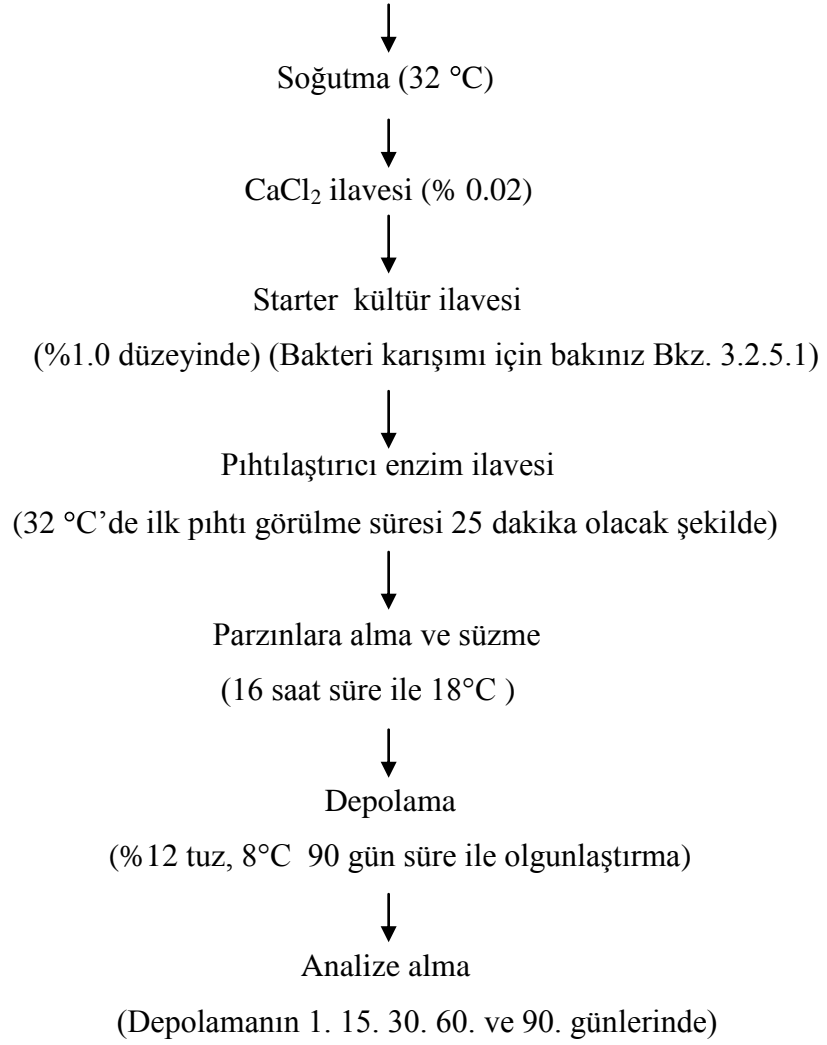 Soğutma (32 °C)
CaCl₂ ilavesi (% 0.02)
Starter kültür ilavesi
(%1.0 düzeyinde) (Bakteri karışımı için bakınız Bkz. 3.2.5.1)
Pıhtılaştırıcı enzim ilavesi
(32 °C’de ilk pıhtı görülme süresi 25 dakika olacak şekilde)
Parzınlara alma ve süzme
(16 saat süre ile 18°C )
Depolama
(%12 tuz, 8°C 90 gün süre ile olgunlaştırma)
Analize alma
(Depolamanın 1. 15. 30. 60. ve 90. günlerinde)